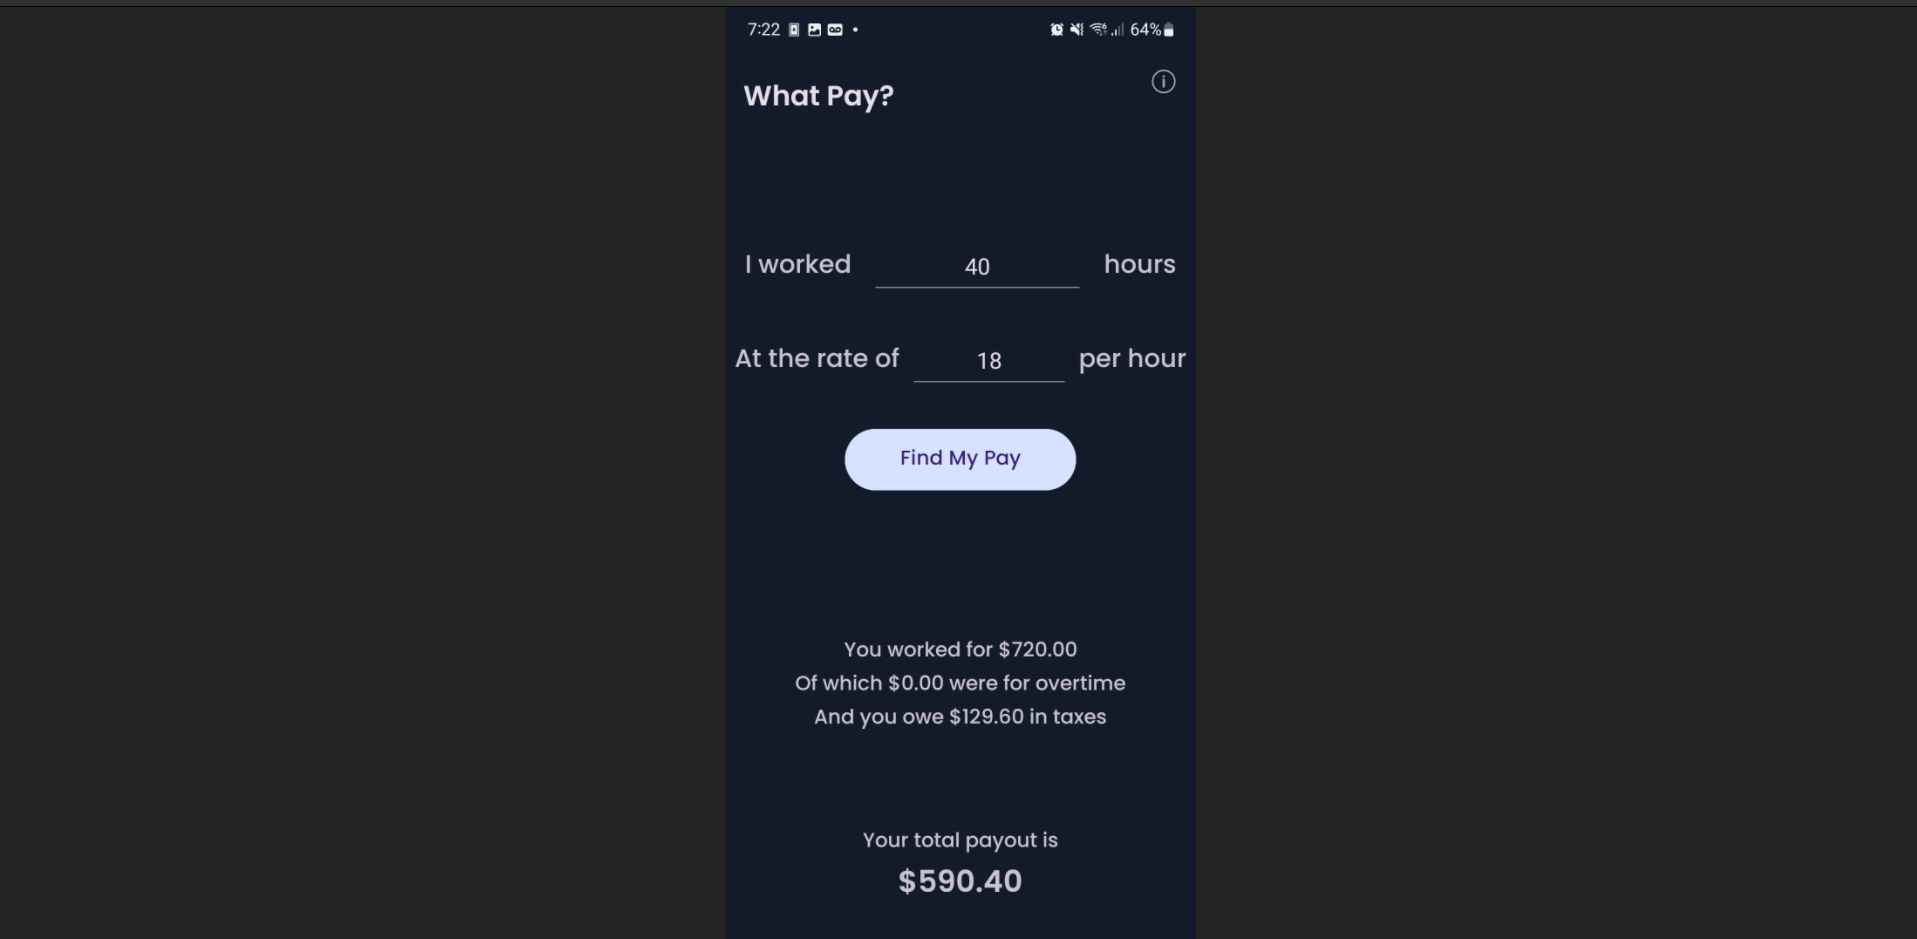 7:22 64%
What Pay?
I worked 40 hours
At the rate of 18 per hour
Find My Pay
You worked for $720.00
Of which $0.00 were for overtime
And you owe $129.60 in taxes
Your total payout is
$590.40